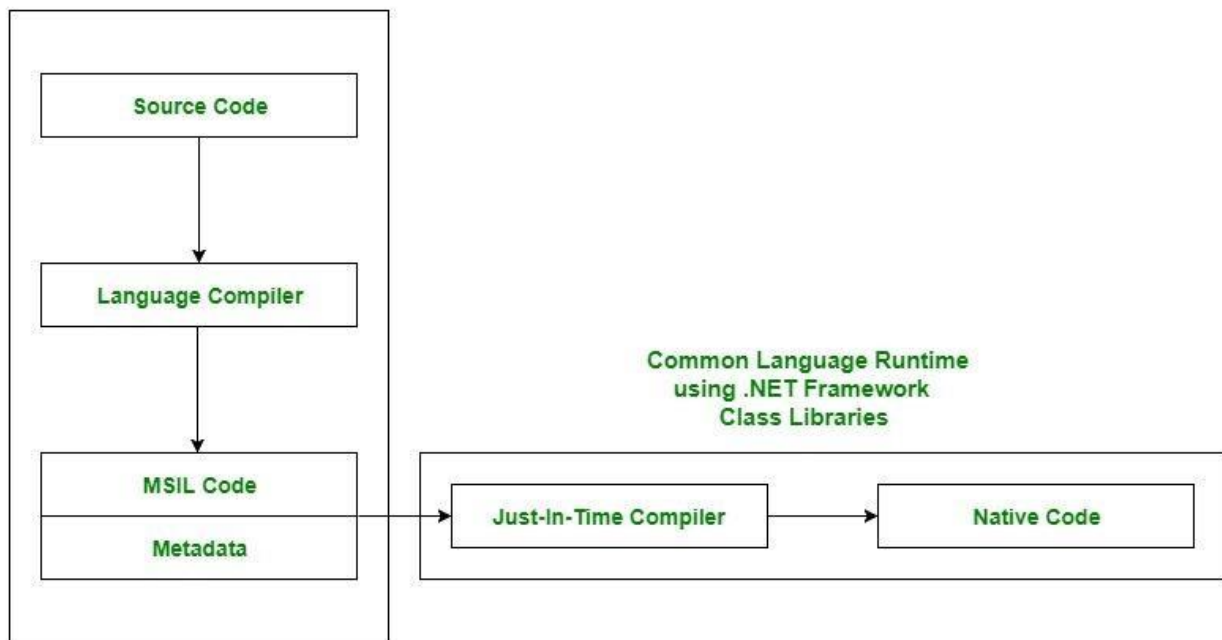 Source Code
Language Compiler
Common Language Runtime
using .NET Framework
Class Libraries
MSIL Code
Metadata
Just-In-Time Compiler
Native Code